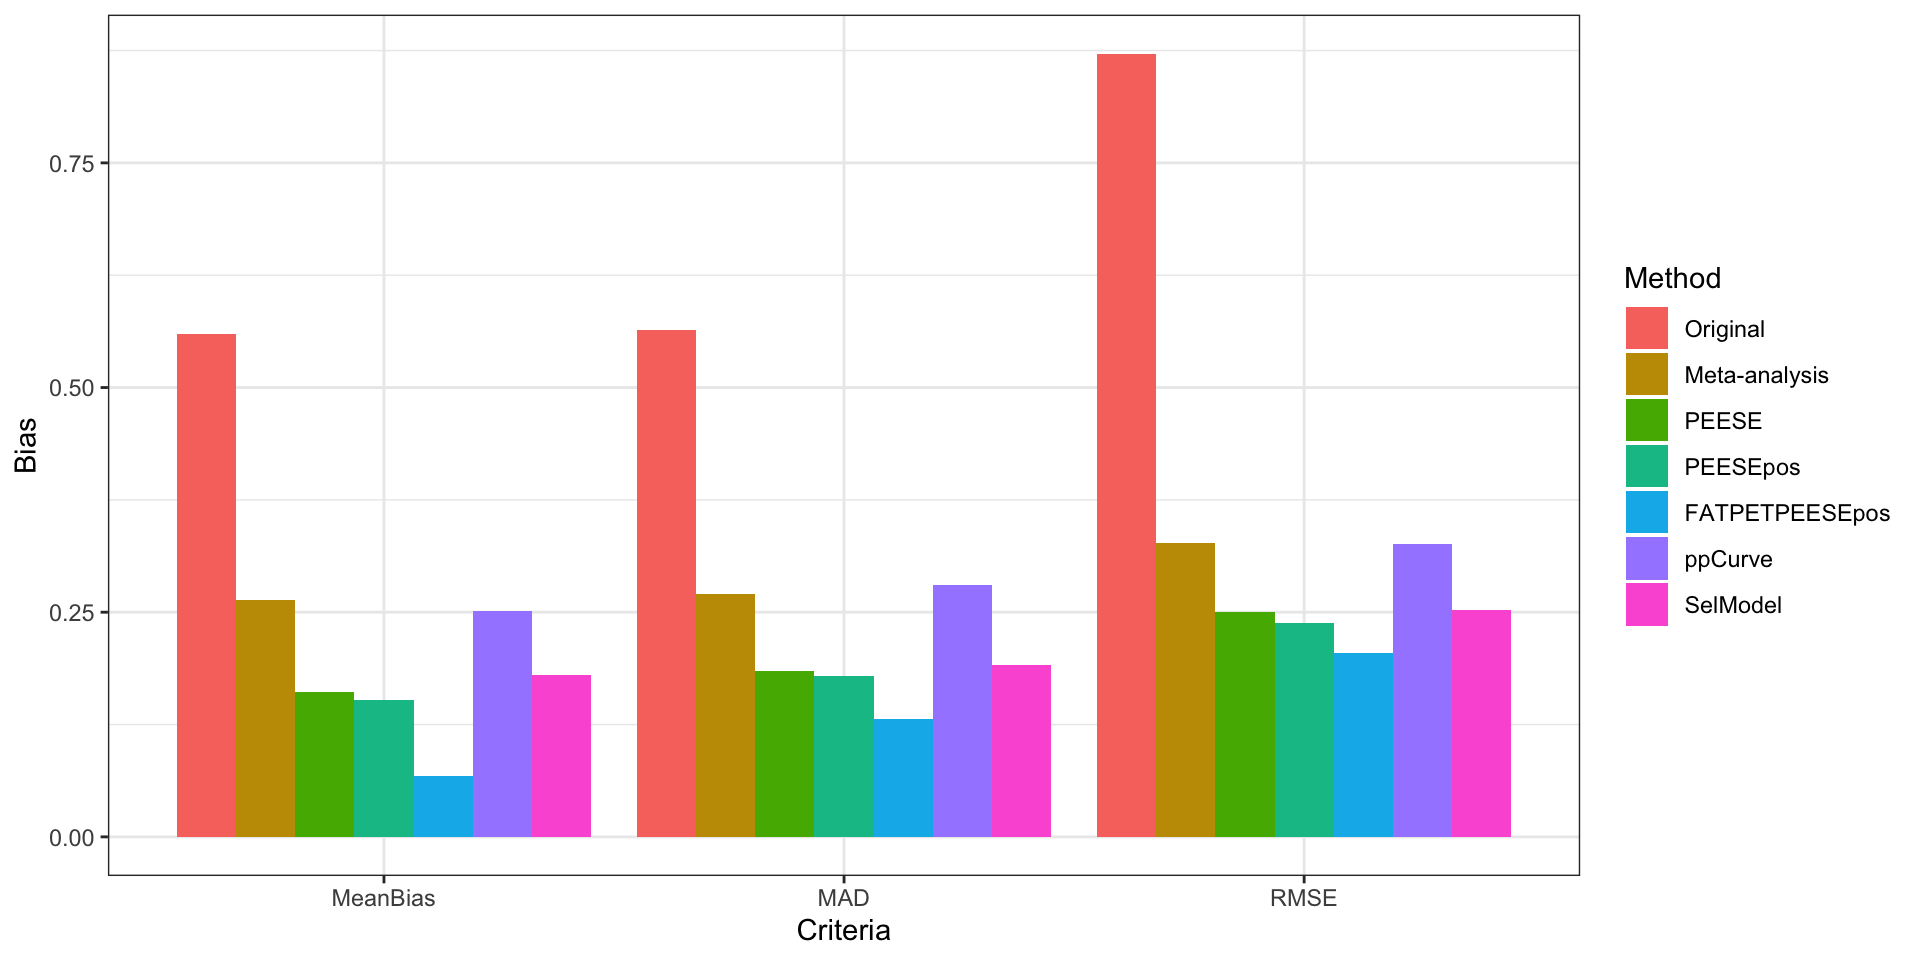 Bias
0.75
0.50
0.25
0.00
MeanBias
MAD
RMSE
Criteria
Method
Original
Meta-analysis
PEESE
PEESEpos
FATPETPEESEpos
ppCurve
SelModel